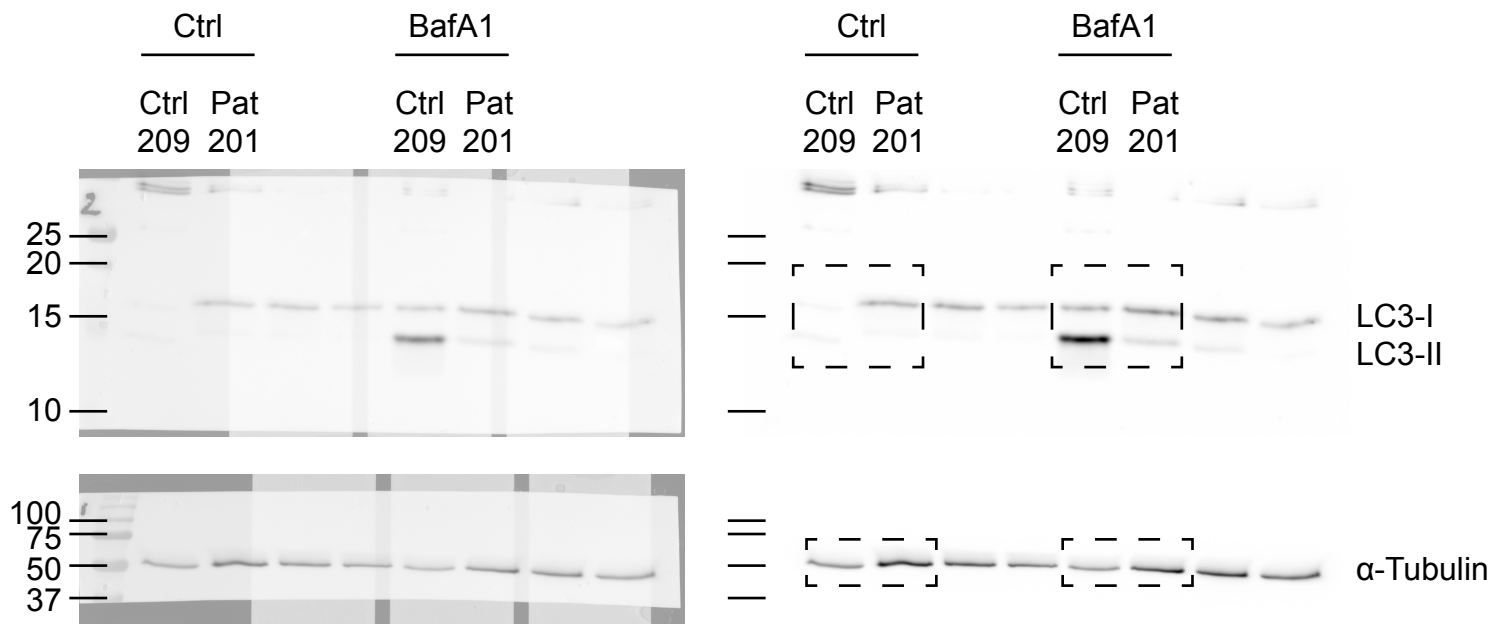 Ctrl BafA1 Ctrl BafA1
Ctrl Pat Ctrl Pat Ctrl Pat Ctrl Pat
209 201 209 201 209 201 209 201
2
25
20
15 LC3-I
LC3-II
10
100
75
50 α-Tubulin
37